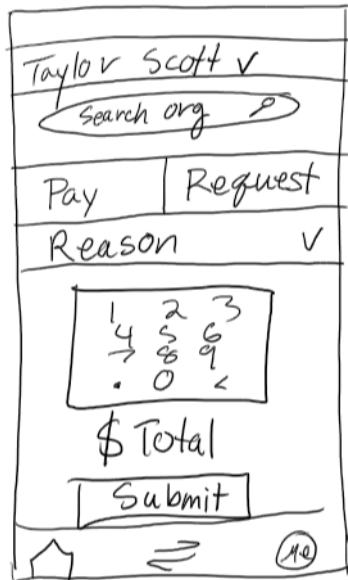 Taylor Scott v
Search org
Pay Request
Reason v
1 2 3
4 5 6
7 8 9
. 0 <
$ Total
Submit
Me